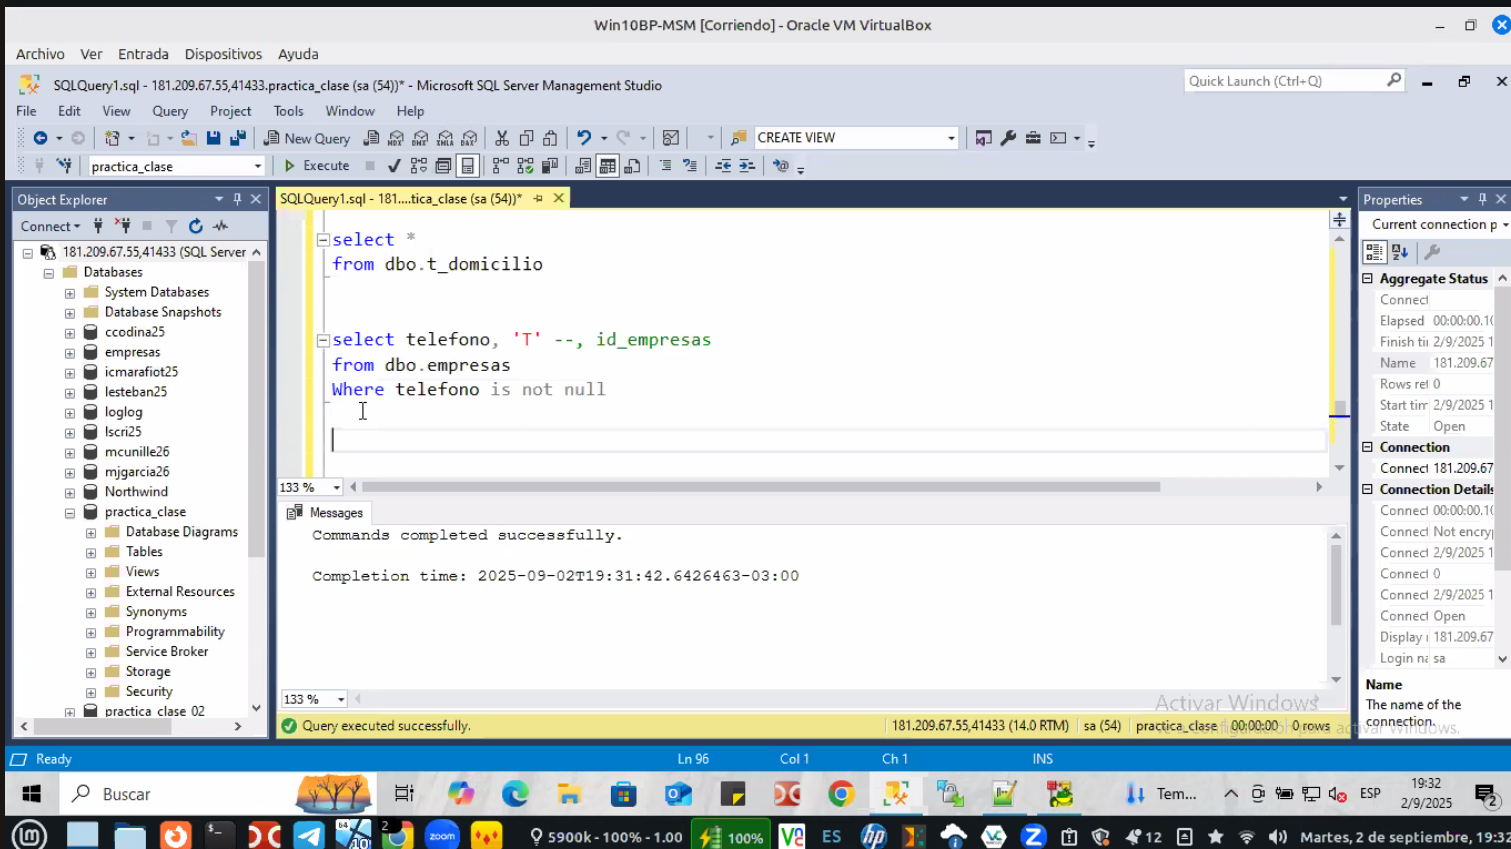 Win10BP-MSM [Corriendo] - Oracle VM VirtualBox
Archivo Ver Entrada Dispositivos Ayuda
SQLQuery1.sql - 181.209.67.55,41433.practica_clase (sa (54))* - Microsoft SQL Server Management Studio
Quick Launch (Ctrl+Q)
File Edit View Query Project Tools Window Help
New Query
CREATE VIEW
practica_clase
Execute
Object Explorer
Connect
181.209.67.55,41433 (SQL Server
Databases
System Databases
Database Snapshots
ccodina25
empresas
icmarafiot25
lesteban25
loglog
lscri25
mcunille26
mjgarcia26
Northwind
practica_clase
Database Diagrams
Tables
Views
External Resources
Synonyms
Programmability
Service Broker
Storage
Security
practica_clase_02
SQLQuery1.sql - 181....tica_clase (sa (54))*
select *
from dbo.t_domicilio
select telefono, 'T' --, id_empresas
from dbo.empresas
Where telefono is not null
133 %
Messages
Commands completed successfully.
Completion time: 2025-09-02T19:31:42.6426463-03:00
133 %
Query executed successfully.
181.209.67.55,41433 (14.0 RTM)
sa (54)
practica_clase
00:00:00
0 rows
Properties
Current connection p
Aggregate Status
Connect
Elapsed 00:00:00.10
Finish tir 2/9/2025 1
Name 181.209.67
Rows ret 0
Start tim 2/9/2025 1
State Open
Connection
Connect 181.209.67
Connection Details
Connect 00:00:00.10
Connect Not encry
Connect 2/9/2025 1
Connect 0
Connect 2/9/2025 1
Connect Open
Display 181.209.67
Login na sa
Name
The name of the
connection.
Activar Windows
Ready
Ln 96
Col 1
Ch 1
INS
Buscar
Tem...
ESP
19:32
2/9/2025
2
2
64
10
zoom
5900k - 100% - 1.00
100%
ES
hp
12
Martes, 2 de septiembre, 19:32